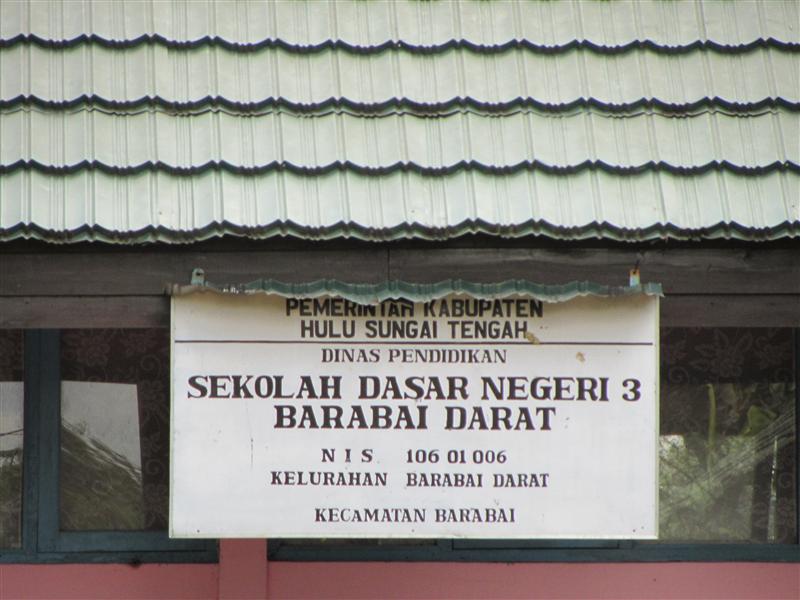 PEMERINTAH KABUPATEN
HULU SUNGAI TENGAH
DINAS PENDIDIKAN
SEKOLAH DASAR NEGERI 3
BARABAI DARAT
N I S 106 01 006
KELURAHAN BARABAI DARAT
KECAMATAN BARABAI